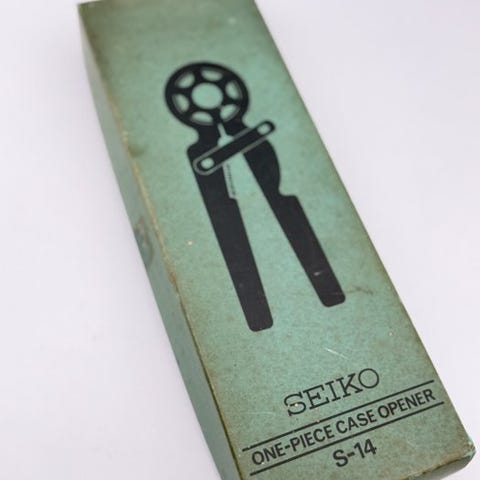 SEIKO
ONE-PIECE CASE OPENER
S-14